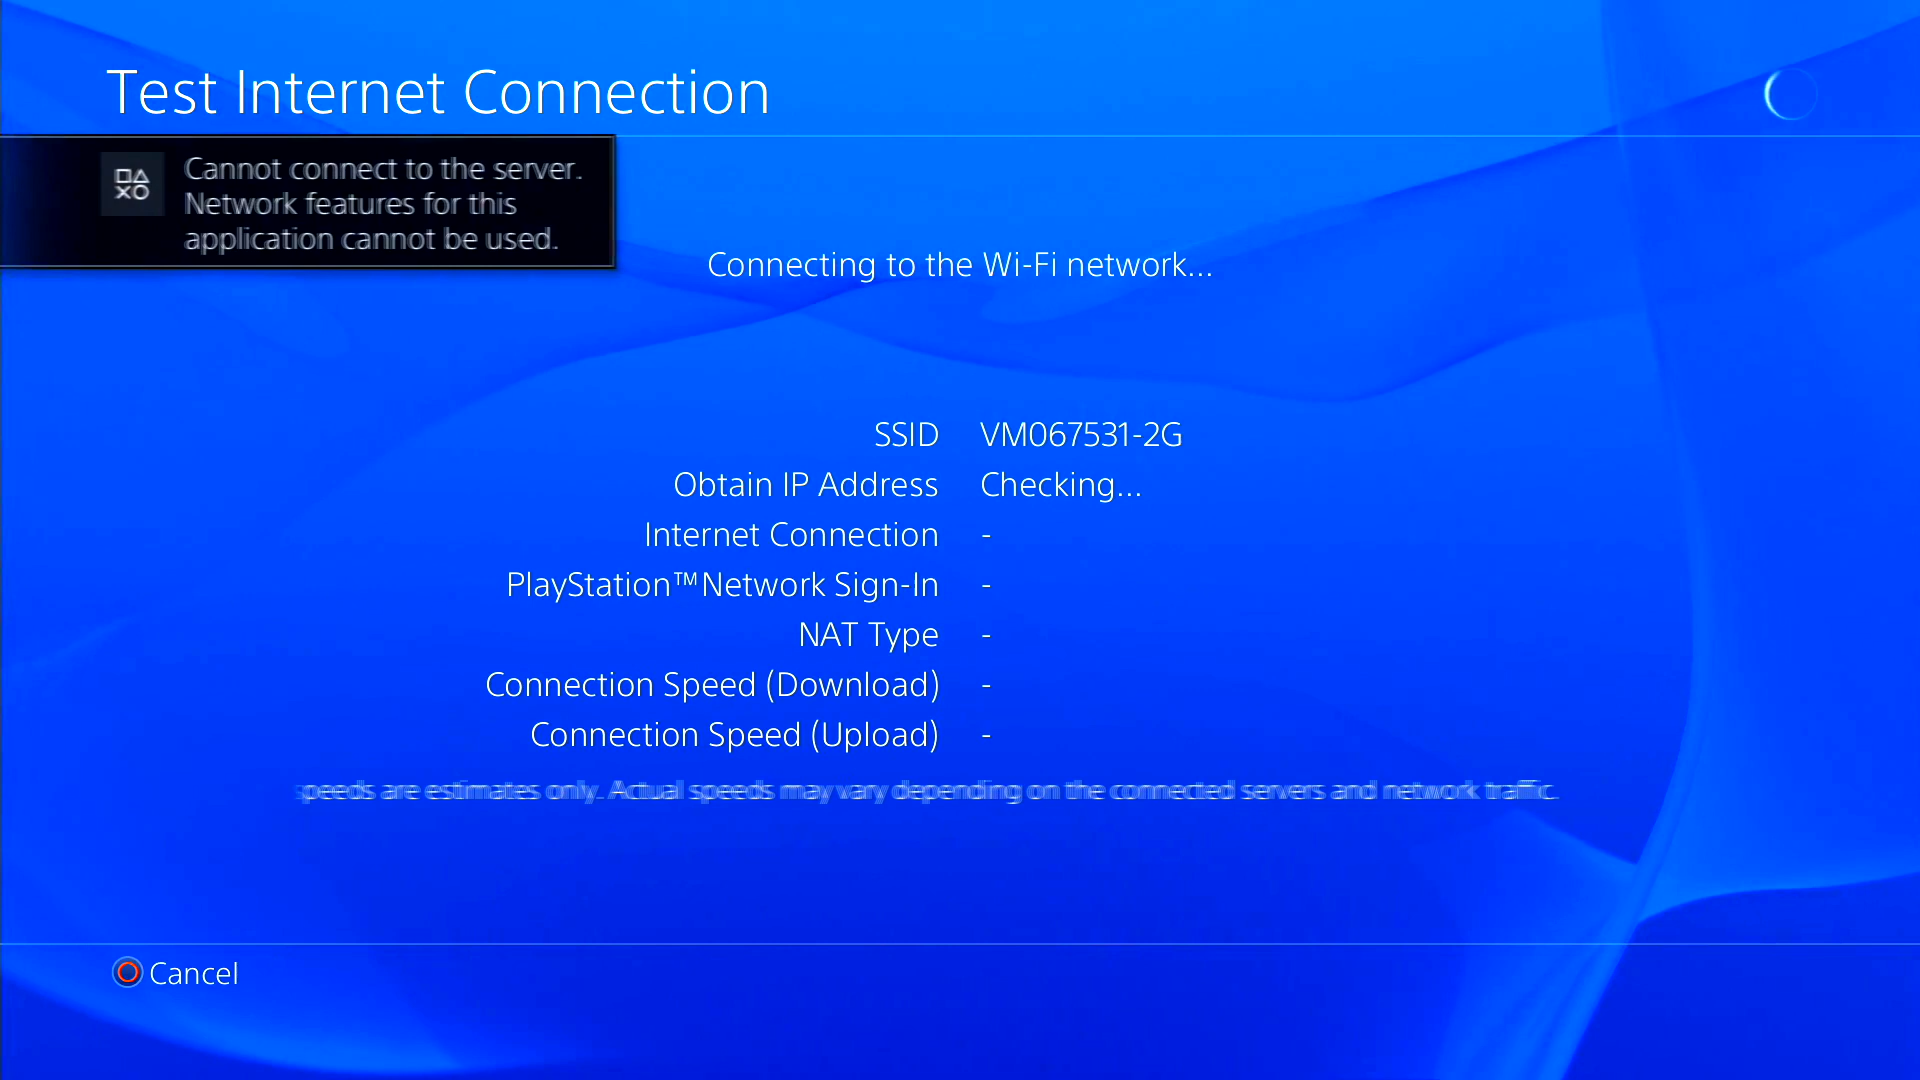 Test Internet Connection
Cannot connect to the server.
Network features for this
application cannot be used.
Connecting to the Wi-Fi network...
SSID VM067531-2G
Obtain IP Address Checking...
Internet Connection -
PlayStation™Network Sign-In -
NAT Type -
Connection Speed (Download) -
Connection Speed (Upload) -
speeds are estimates only. Actual speeds may vary depending on the connected servers and network traffic.
Cancel